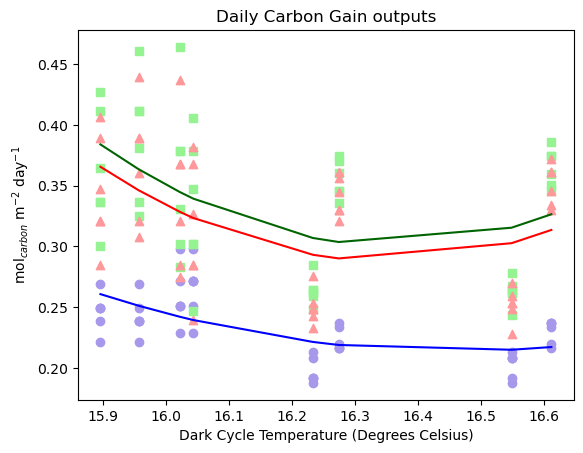 Daily Carbon Gain outputs
mol_carbon m⁻² day⁻¹
0.45
0.40
0.35
0.30
0.25
0.20
15.9 16.0 16.1 16.2 16.3 16.4 16.5 16.6
Dark Cycle Temperature (Degrees Celsius)